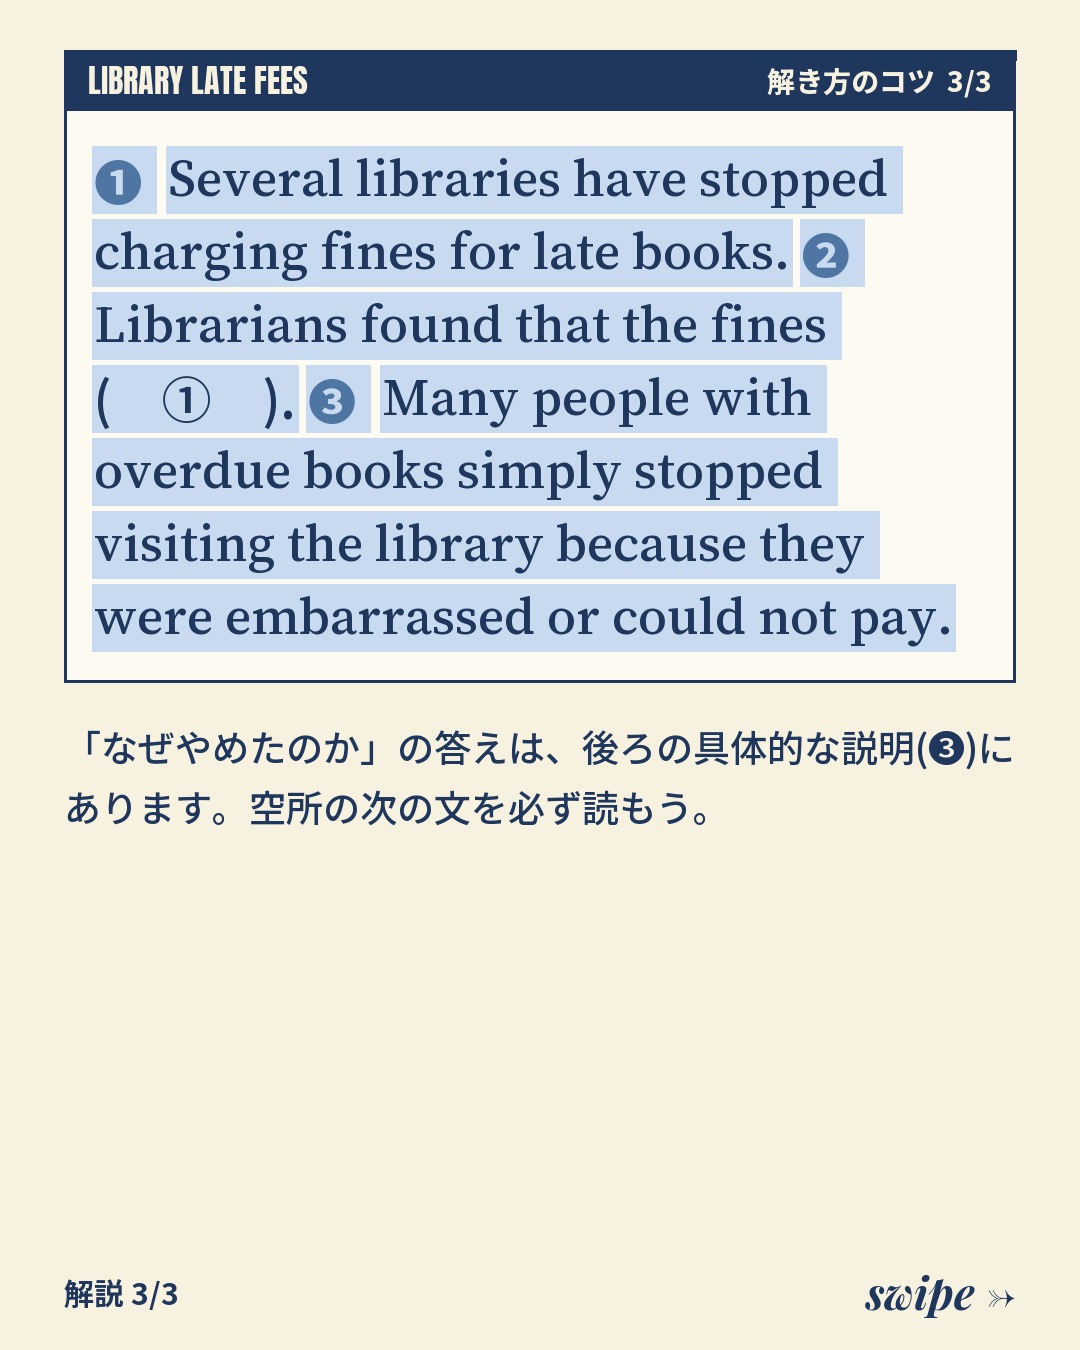 LIBRARY LATE FEES
解き方のコツ 3/3
❶ Several libraries have stopped
charging fines for late books. ❷
Librarians found that the fines
( ① ). ❸ Many people with
overdue books simply stopped
visiting the library because they
were embarrassed or could not pay.
「なぜやめたのか」の答えは、後ろの具体的な説明(❸)に
あります。空所の次の文を必ず読もう。
解説 3/3
swipe